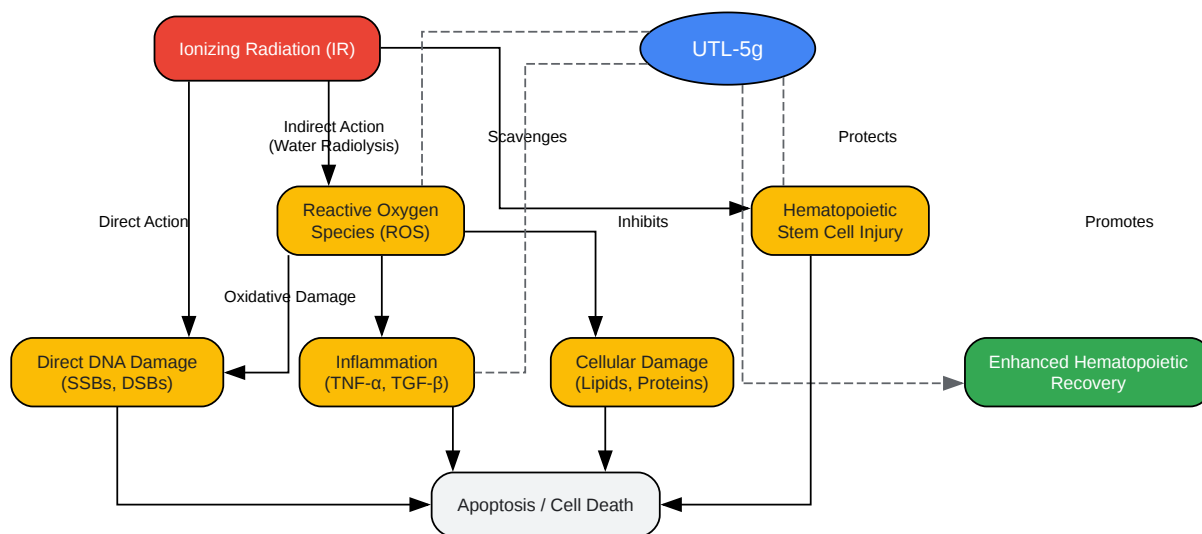 Ionizing Radiation (IR)
UTL-5g
Indirect Action
(Water Radiolysis)
Scavenges
Protects
Direct Action
Reactive Oxygen
Species (ROS)
Inhibits
Hematopoietic
Stem Cell Injury
Promotes
Oxidative Damage
Direct DNA Damage
(SSBs, DSBs)
Inflammation
(TNF-α, TGF-β)
Cellular Damage
(Lipids, Proteins)
Enhanced Hematopoietic
Recovery
Apoptosis / Cell Death